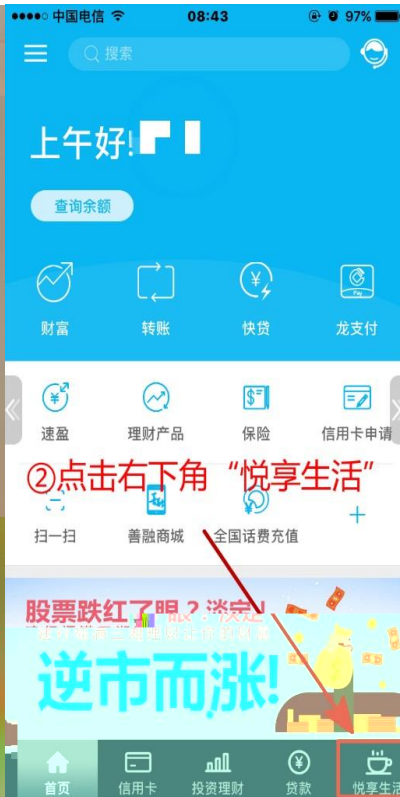 中国电信 08:43 97%
搜索
上午好!
查询余额
财富 转账 快贷 龙支付
速盈 理财产品 保险 信用卡申请
②点击右下角“悦享生活”
扫一扫 善融商城 全国话费充值
股票跌红了眼？淡定！
逆市而涨!
首页 信用卡 投资理财 贷款 悦享生活